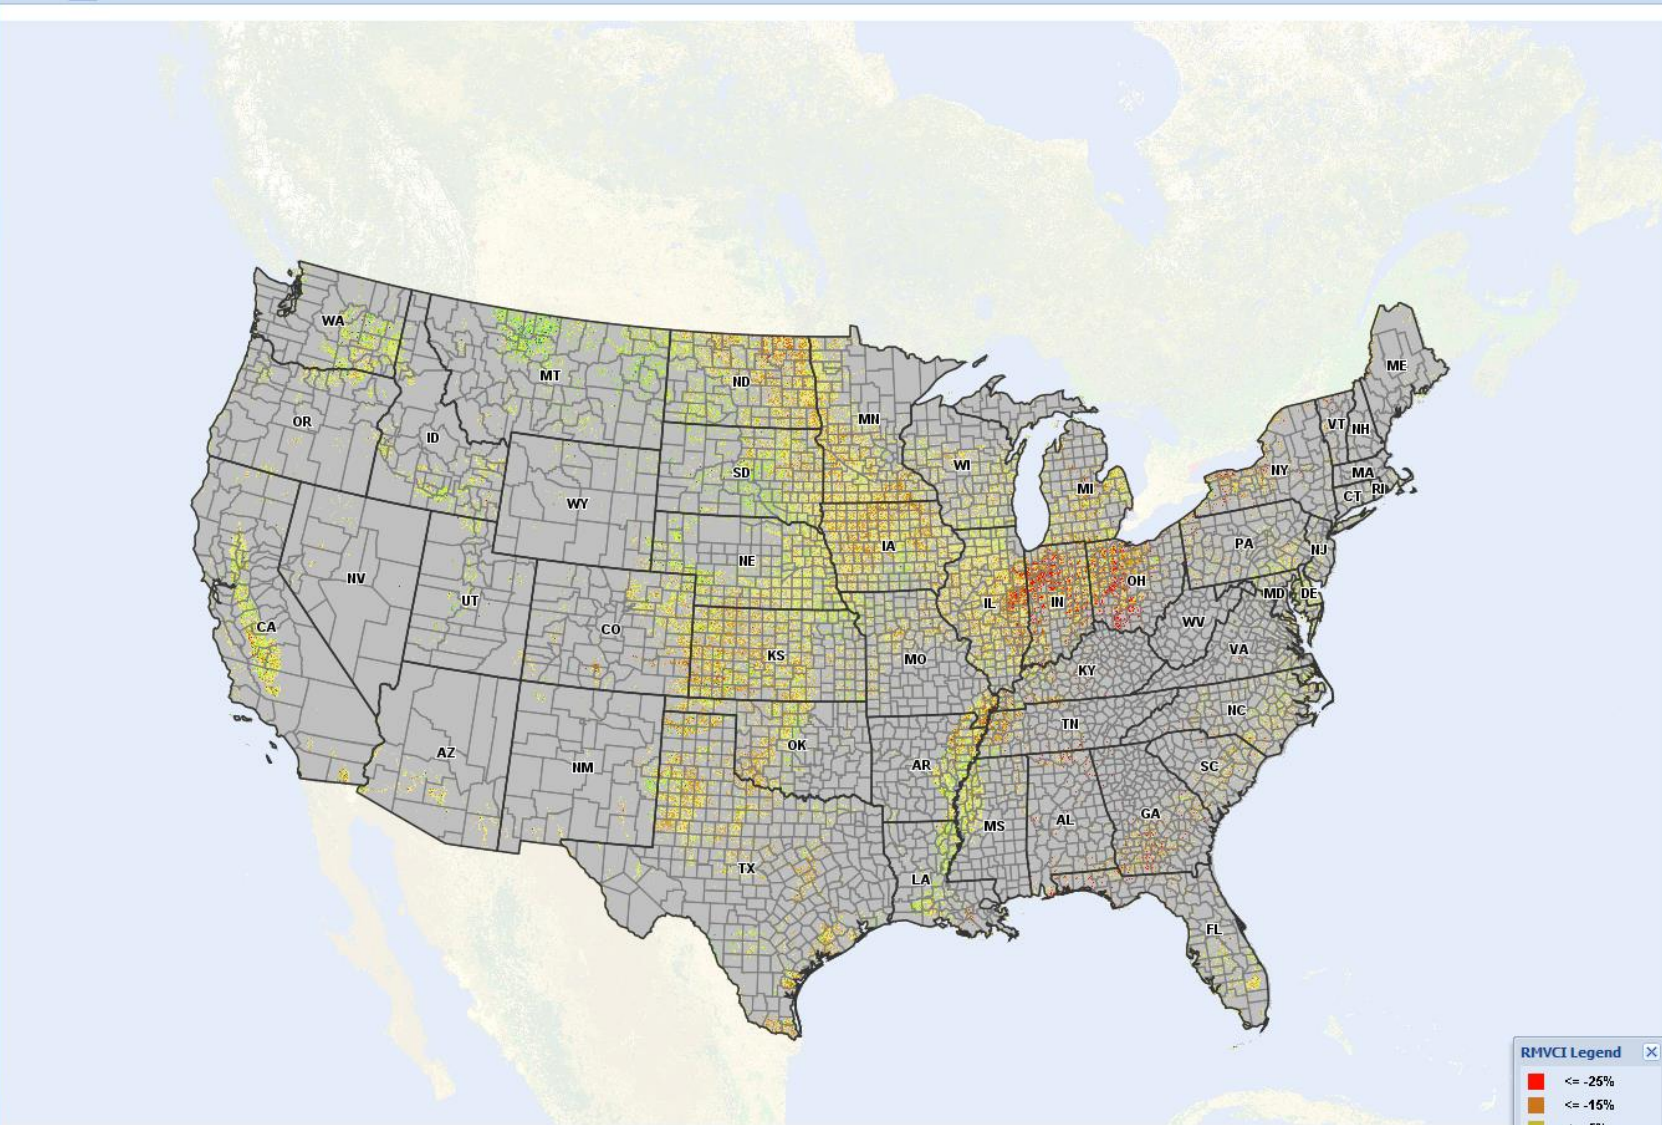 WA
MT
ND
MN
ME
OR
ID
VT
NH
SD
WI
NY
MA
MI
CT
RI
WY
NE
IA
PA
NJ
NV
UT
IL
IN
OH
MD
DE
CA
CO
KS
MO
WV
VA
KY
NC
TN
AZ
NM
OK
AR
SC
MS
AL
GA
TX
LA
FL
RMVCI Legend
<= -25%
<= -15%